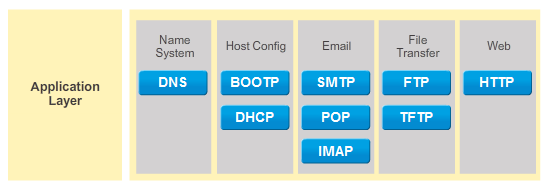 Application
Layer
Name
System
DNS
Host Config
BOOTP
DHCP
Email
SMTP
POP
IMAP
File
Transfer
FTP
TFTP
Web
HTTP